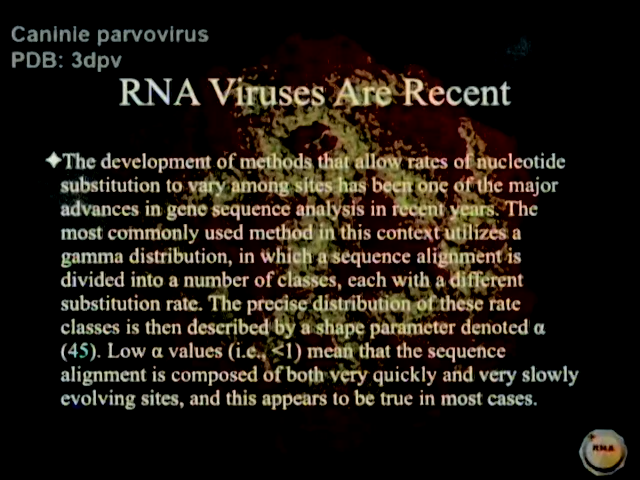 Caninie parvovirus
PDB: 3dpv
RNA Viruses Are Recent
✦The development of methods that allow rates of nucleotide
substitution to vary among sites has been one of the major
advances in gene sequence analysis in recent years. The
most commonly used method in this context utilizes a
gamma distribution, in which a sequence alignment is
divided into a number of classes, each with a different
substitution rate. The precise distribution of these rate
classes is then described by a shape parameter denoted α
(45). Low α values (i.e., <1) mean that the sequence
alignment is composed of both very quickly and very slowly
evolving sites, and this appears to be true in most cases.
RNA